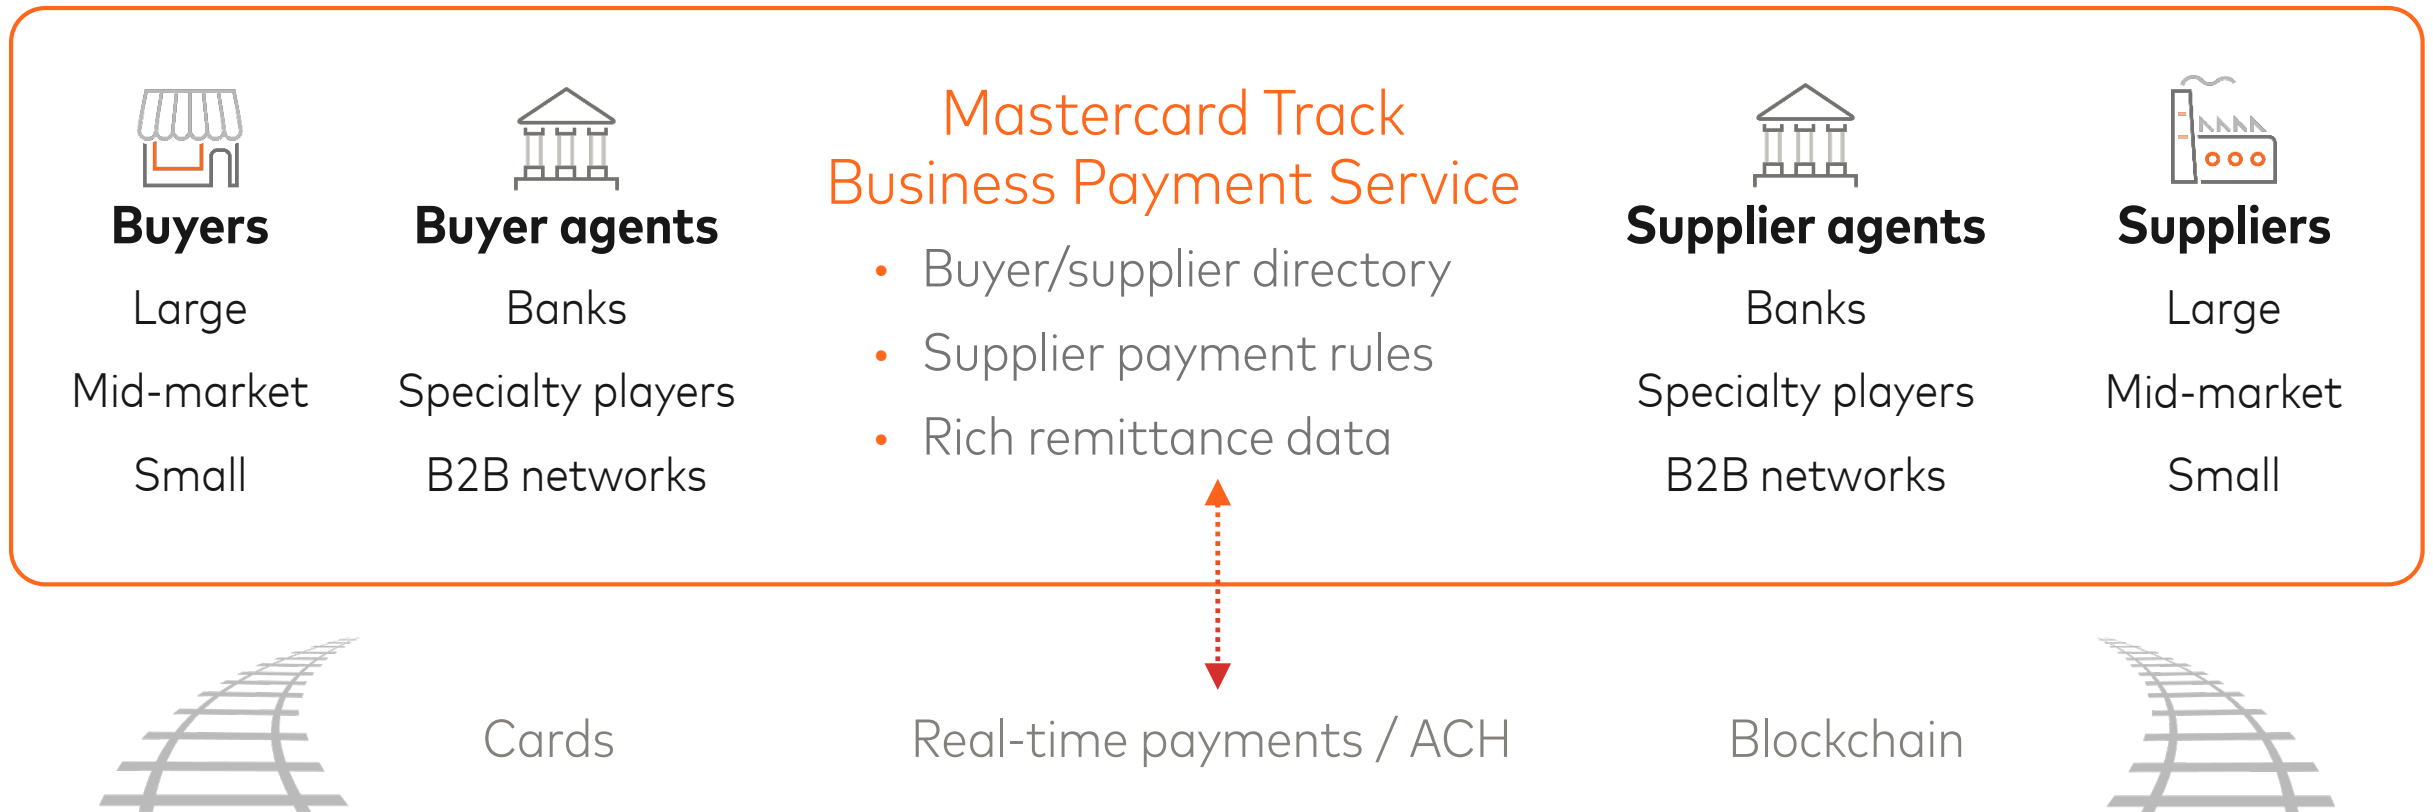 Buyers
Large
Mid-market
Small
Buyer agents
Banks
Specialty players
B2B networks
Mastercard Track
Business Payment Service
• Buyer/supplier directory
• Supplier payment rules
• Rich remittance data
Supplier agents
Banks
Specialty players
B2B networks
Suppliers
Large
Mid-market
Small
Cards
Real-time payments / ACH
Blockchain